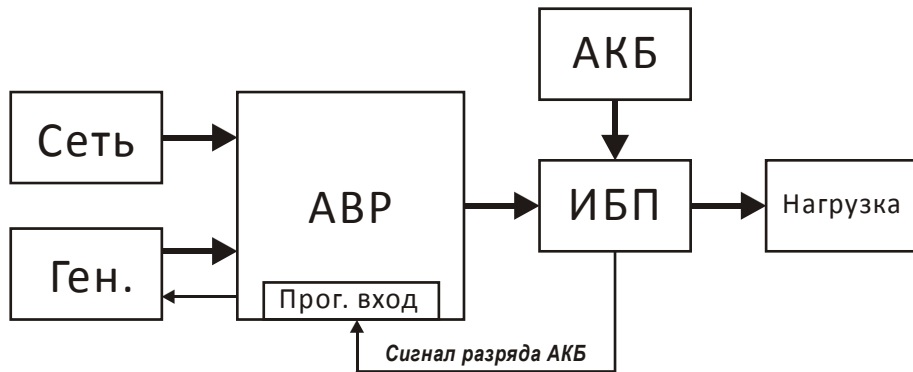 АКБ
Сеть
АВР
ИБП
Нагрузка
Ген.
Прог. вход
Сигнал разряда АКБ